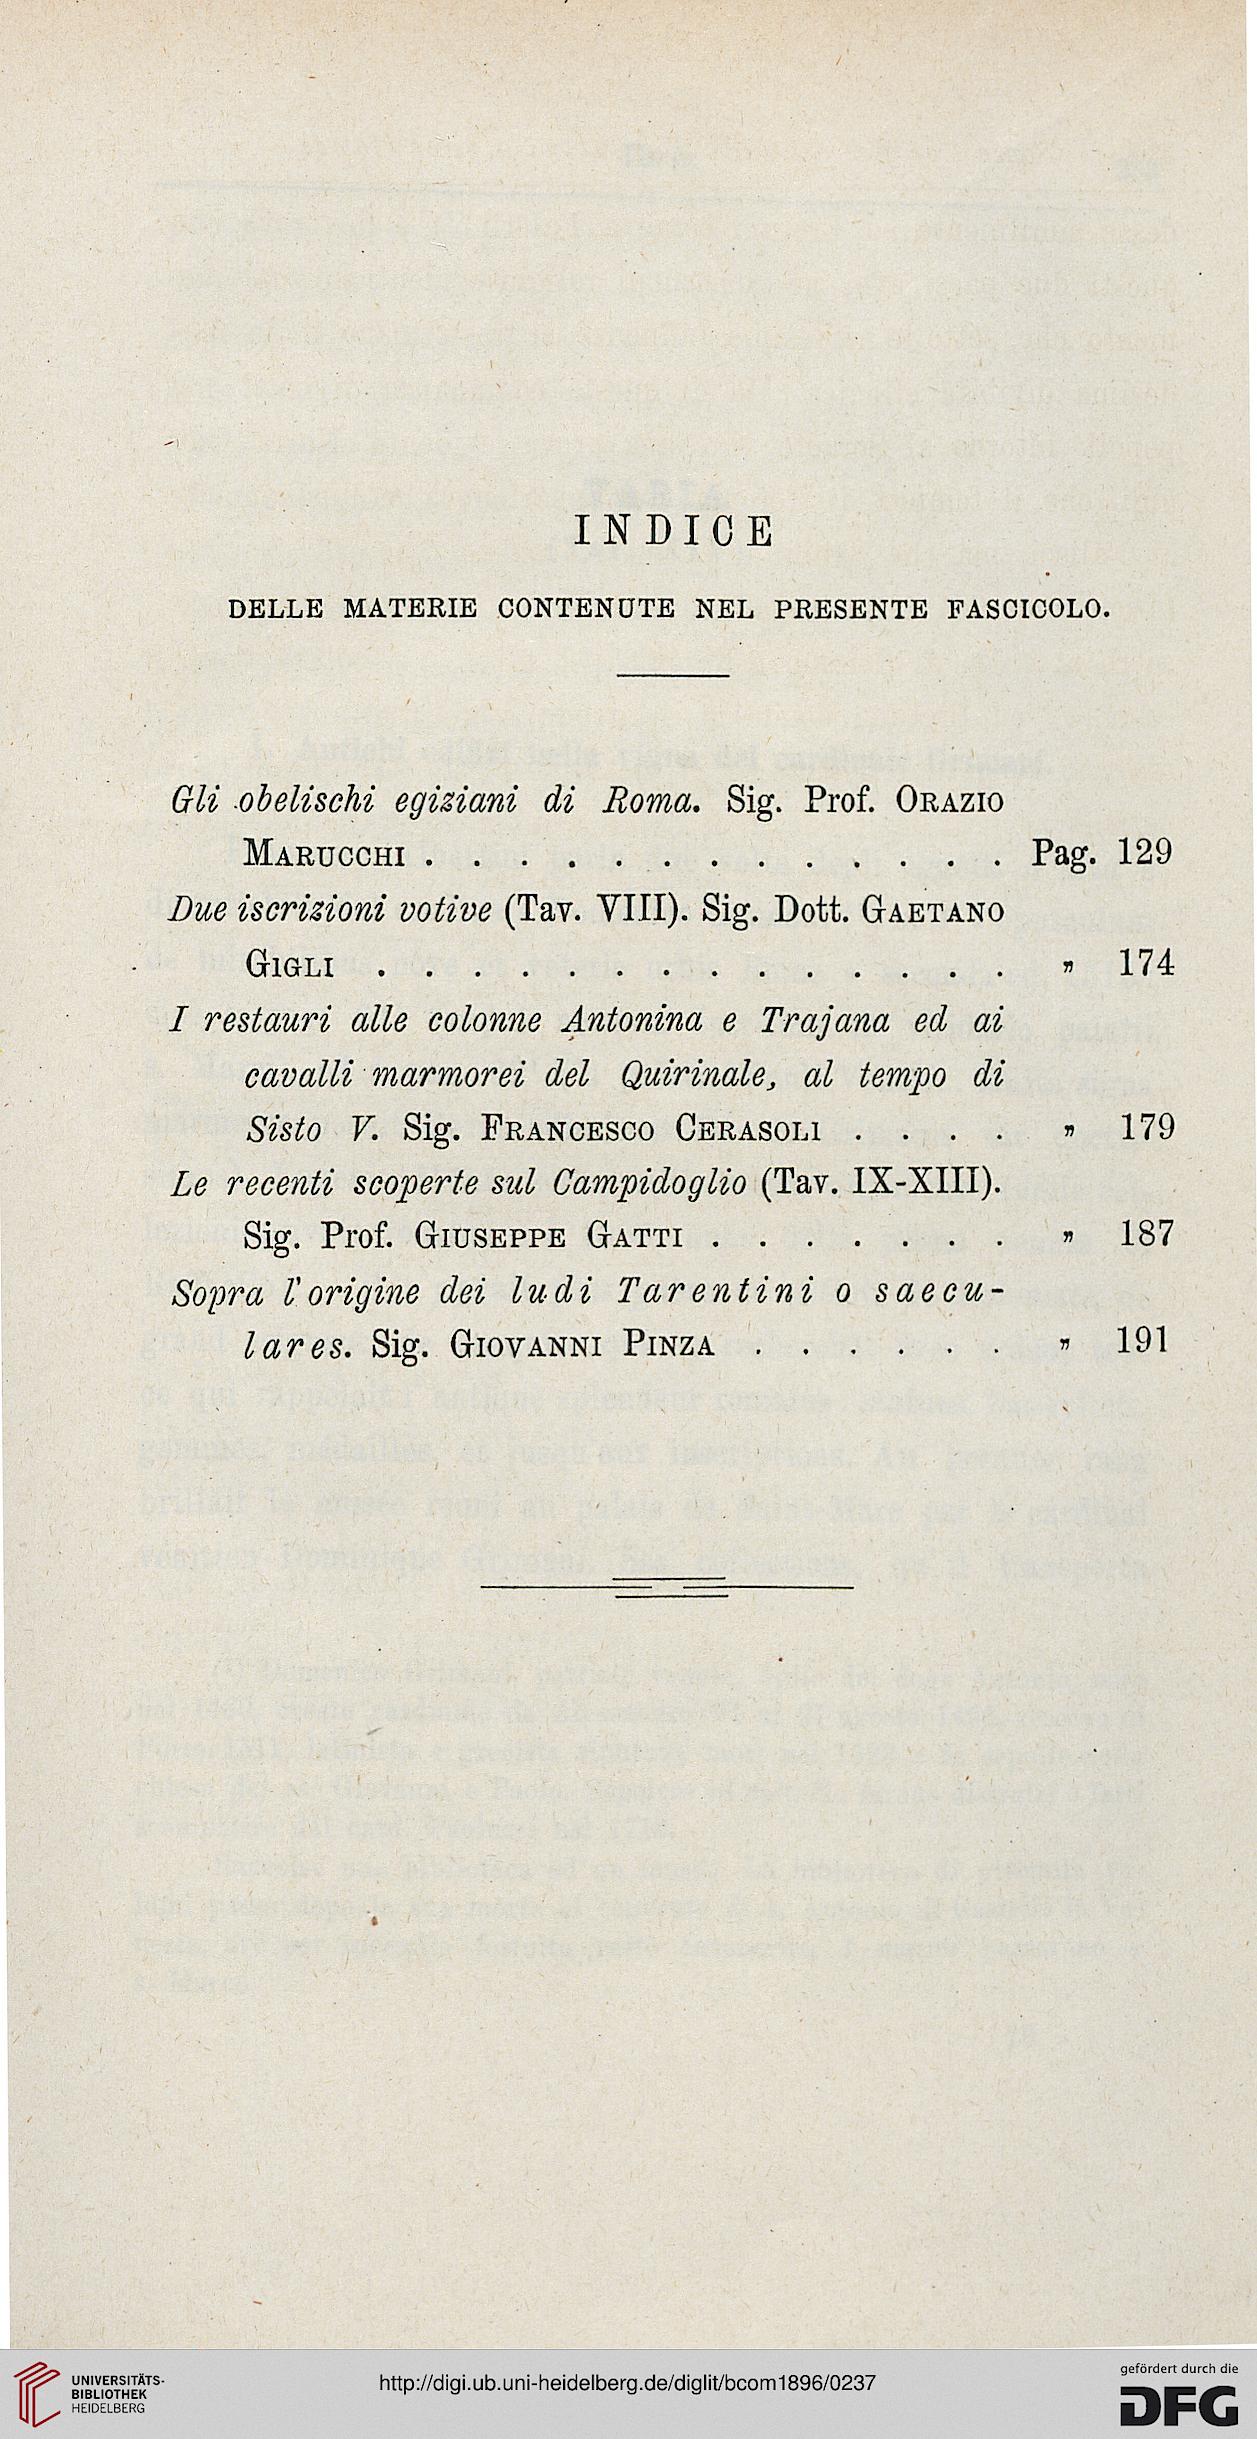 INDICE
DELLE MATERIE CONTENUTE NEL PRESENTE FASCICOLO.
Gli obelischi egiziani di Roma. Sig. Prof. ORAZIO
MARUCCHI . . . . . . . . . . . . . Pag. 129
Due iscrizioni votive (Tav. VIII). Sig. Dott. GAETANO
GIGLI . . . . . . . . . . . . . . „ 174
I restauri alle colonne Antonina e Trajana ed ai
cavalli marmorei del Quirinale, al tempo di
Sisto V. Sig. FRANCESCO CERASOLI . . . . „ 179
Le recenti scoperte sul Campidoglio (Tav. IX-XIII).
Sig. Prof. GIUSEPPE GATTI . . . . . . . „ 187
Sopra l'origine dei ludi Tarentini o saecu-
lares. Sig. GIOVANNI PINZA . . . . . . „ 191
UNIVERSITÄTS-
BIBLIOTHEK
HEIDELBERG
http://digi.ub.uni-heidelberg.de/diglit/bcom1896/0237
gefördert durch die
DFG